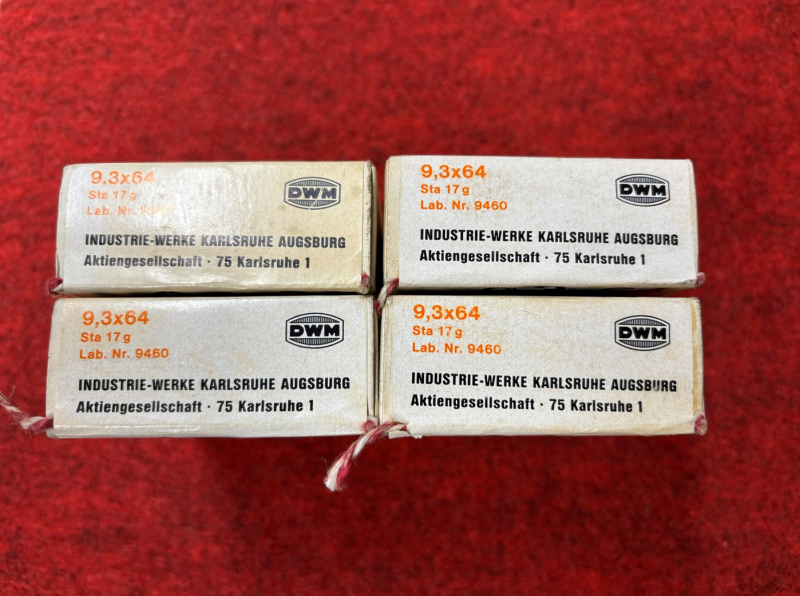 9,3x64
Sta 17 g
Lab. Nr.
DWM
INDUSTRIE-WERKE KARLSRUHE AUGSBURG
Aktiengesellschaft · 75 Karlsruhe 1
9,3x64
Sta 17 g
Lab. Nr. 9460
DWM
INDUSTRIE-WERKE KARLSRUHE AUGSBURG
Aktiengesellschaft · 75 Karlsruhe 1
9,3x64
Sta 17 g
Lab. Nr. 9460
DWM
INDUSTRIE-WERKE KARLSRUHE AUGSBURG
Aktiengesellschaft · 75 Karlsruhe 1
9,3x64
Sta 17 g
Lab. Nr. 9460
DWM
INDUSTRIE-WERKE KARLSRUHE AUGSBURG
Aktiengesellschaft · 75 Karlsruhe 1